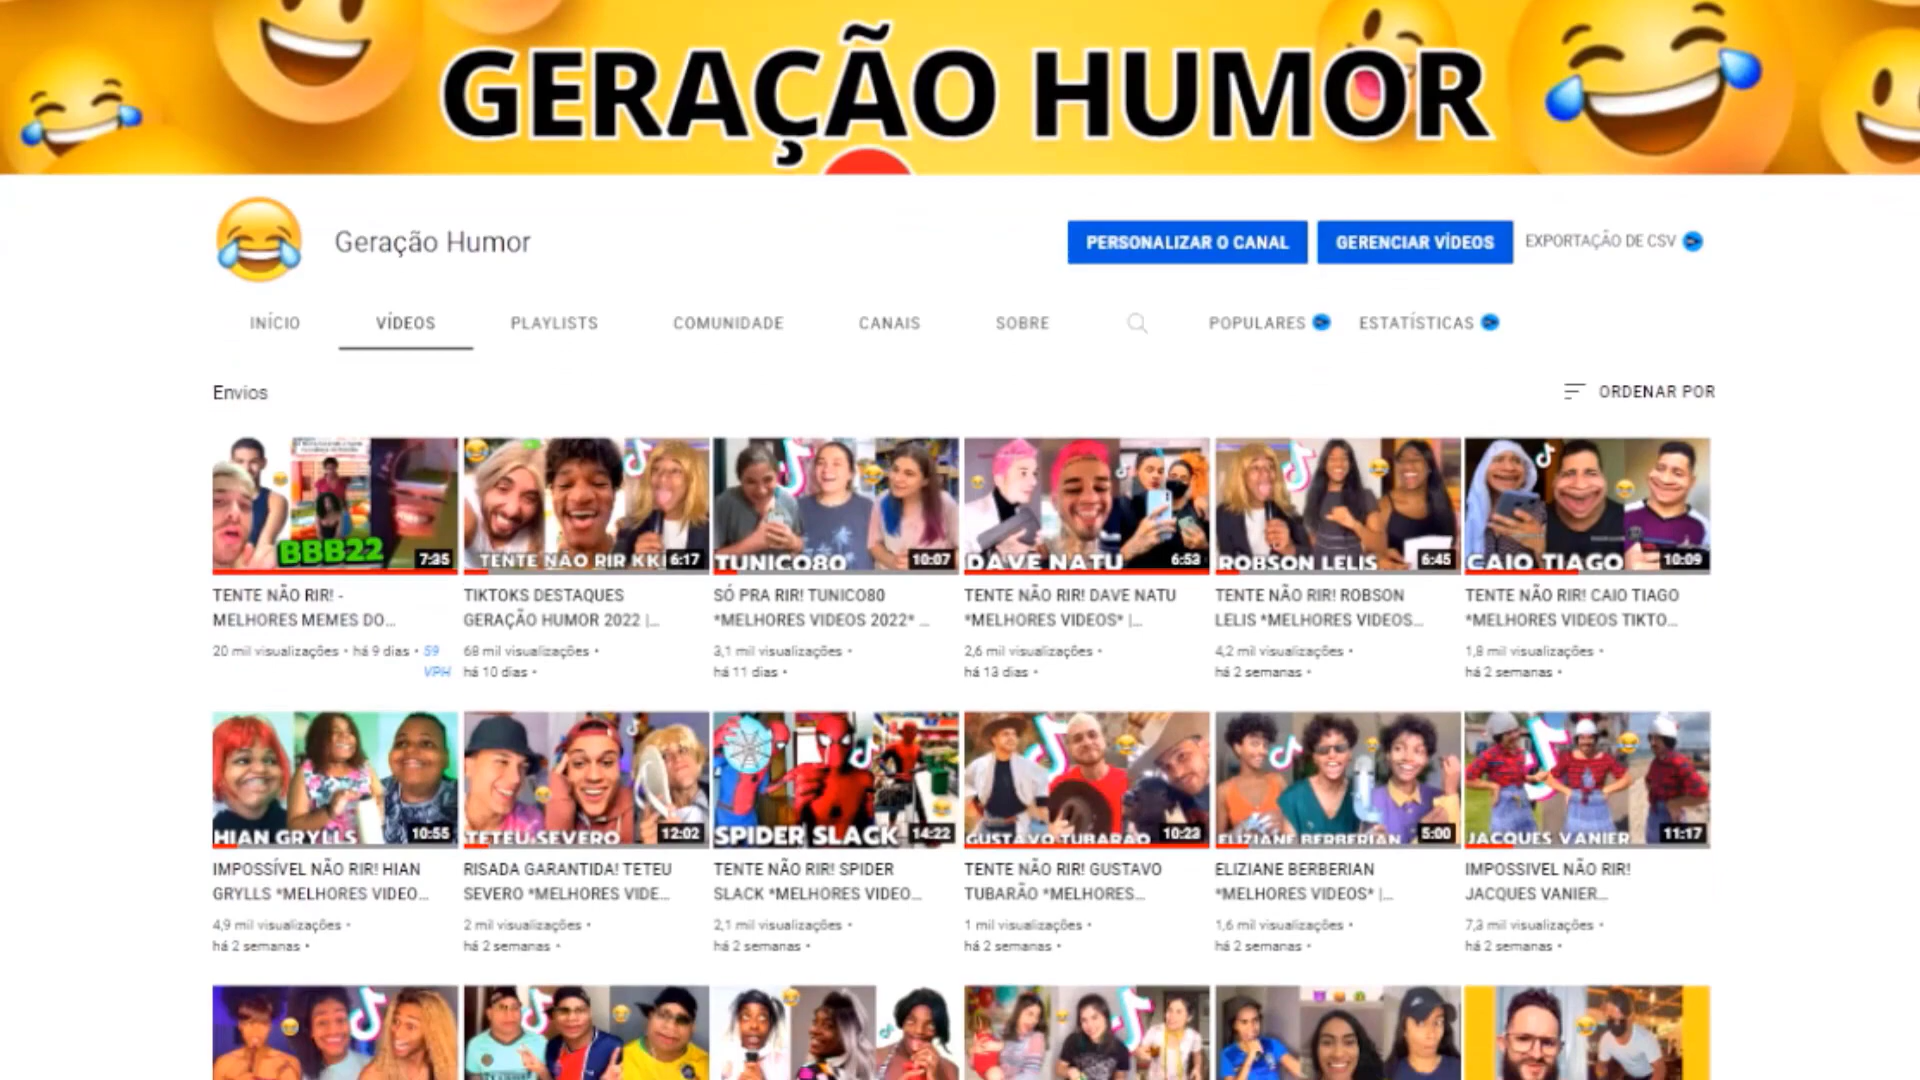 GERAÇÃO HUMOR
Geração Humor
PERSONALIZAR O CANAL
GERENCIAR VÍDEOS
EXPORTAÇÃO DE CSV
INÍCIO
VÍDEOS
PLAYLISTS
COMUNIDADE
CANAIS
SOBRE
POPULARES
ESTATÍSTICAS
Envios
ORDENAR POR
BBB22
7:35
TENTE NÃO RIR! -
MELHORES MEMES DO...
20 mil visualizações • há 9 dias • 59
VPH
TENTE NÃO RIR KK
6:17
TIKTOKS DESTAQUES
GERAÇÃO HUMOR 2022 |...
68 mil visualizações •
há 10 dias •
TUNICO80
10:07
SÓ PRA RIR! TUNICO80
*MELHORES VIDEOS 2022* ...
3,1 mil visualizações •
há 11 dias •
DAVE NATU
6:53
TENTE NÃO RIR! DAVE NATU
*MELHORES VIDEOS* |...
2,6 mil visualizações •
há 13 dias •
ROBSON LELIS
6:45
TENTE NÃO RIR! ROBSON
LELIS *MELHORES VIDEOS...
4,2 mil visualizações •
há 2 semanas •
CAIO TIAGO
10:09
TENTE NÃO RIR! CAIO TIAGO
*MELHORES VIDEOS TIKTO...
1,8 mil visualizações •
há 2 semanas •
HIAN GRYLLS
10:55
IMPOSSÍVEL NÃO RIR! HIAN
GRYLLS *MELHORES VIDEO...
4,9 mil visualizações •
há 2 semanas •
TETEU SEVERO
12:02
RISADA GARANTIDA! TETEU
SEVERO *MELHORES VIDE...
2 mil visualizações •
há 2 semanas •
SPIDER SLACK
14:22
TENTE NÃO RIR! SPIDER
SLACK *MELHORES VIDEO...
2,1 mil visualizações •
há 2 semanas •
GUSTAVO TUBARAO
10:23
TENTE NÃO RIR! GUSTAVO
TUBARÃO *MELHORES...
1 mil visualizações •
há 2 semanas •
ELIZIANE BERBERIAN
5:00
ELIZIANE BERBERIAN
*MELHORES VIDEOS* |...
1,6 mil visualizações •
há 2 semanas •
JACQUES VANIER
11:17
IMPOSSIVEL NÃO RIR!
JACQUES VANIER...
7,3 mil visualizações •
há 2 semanas •